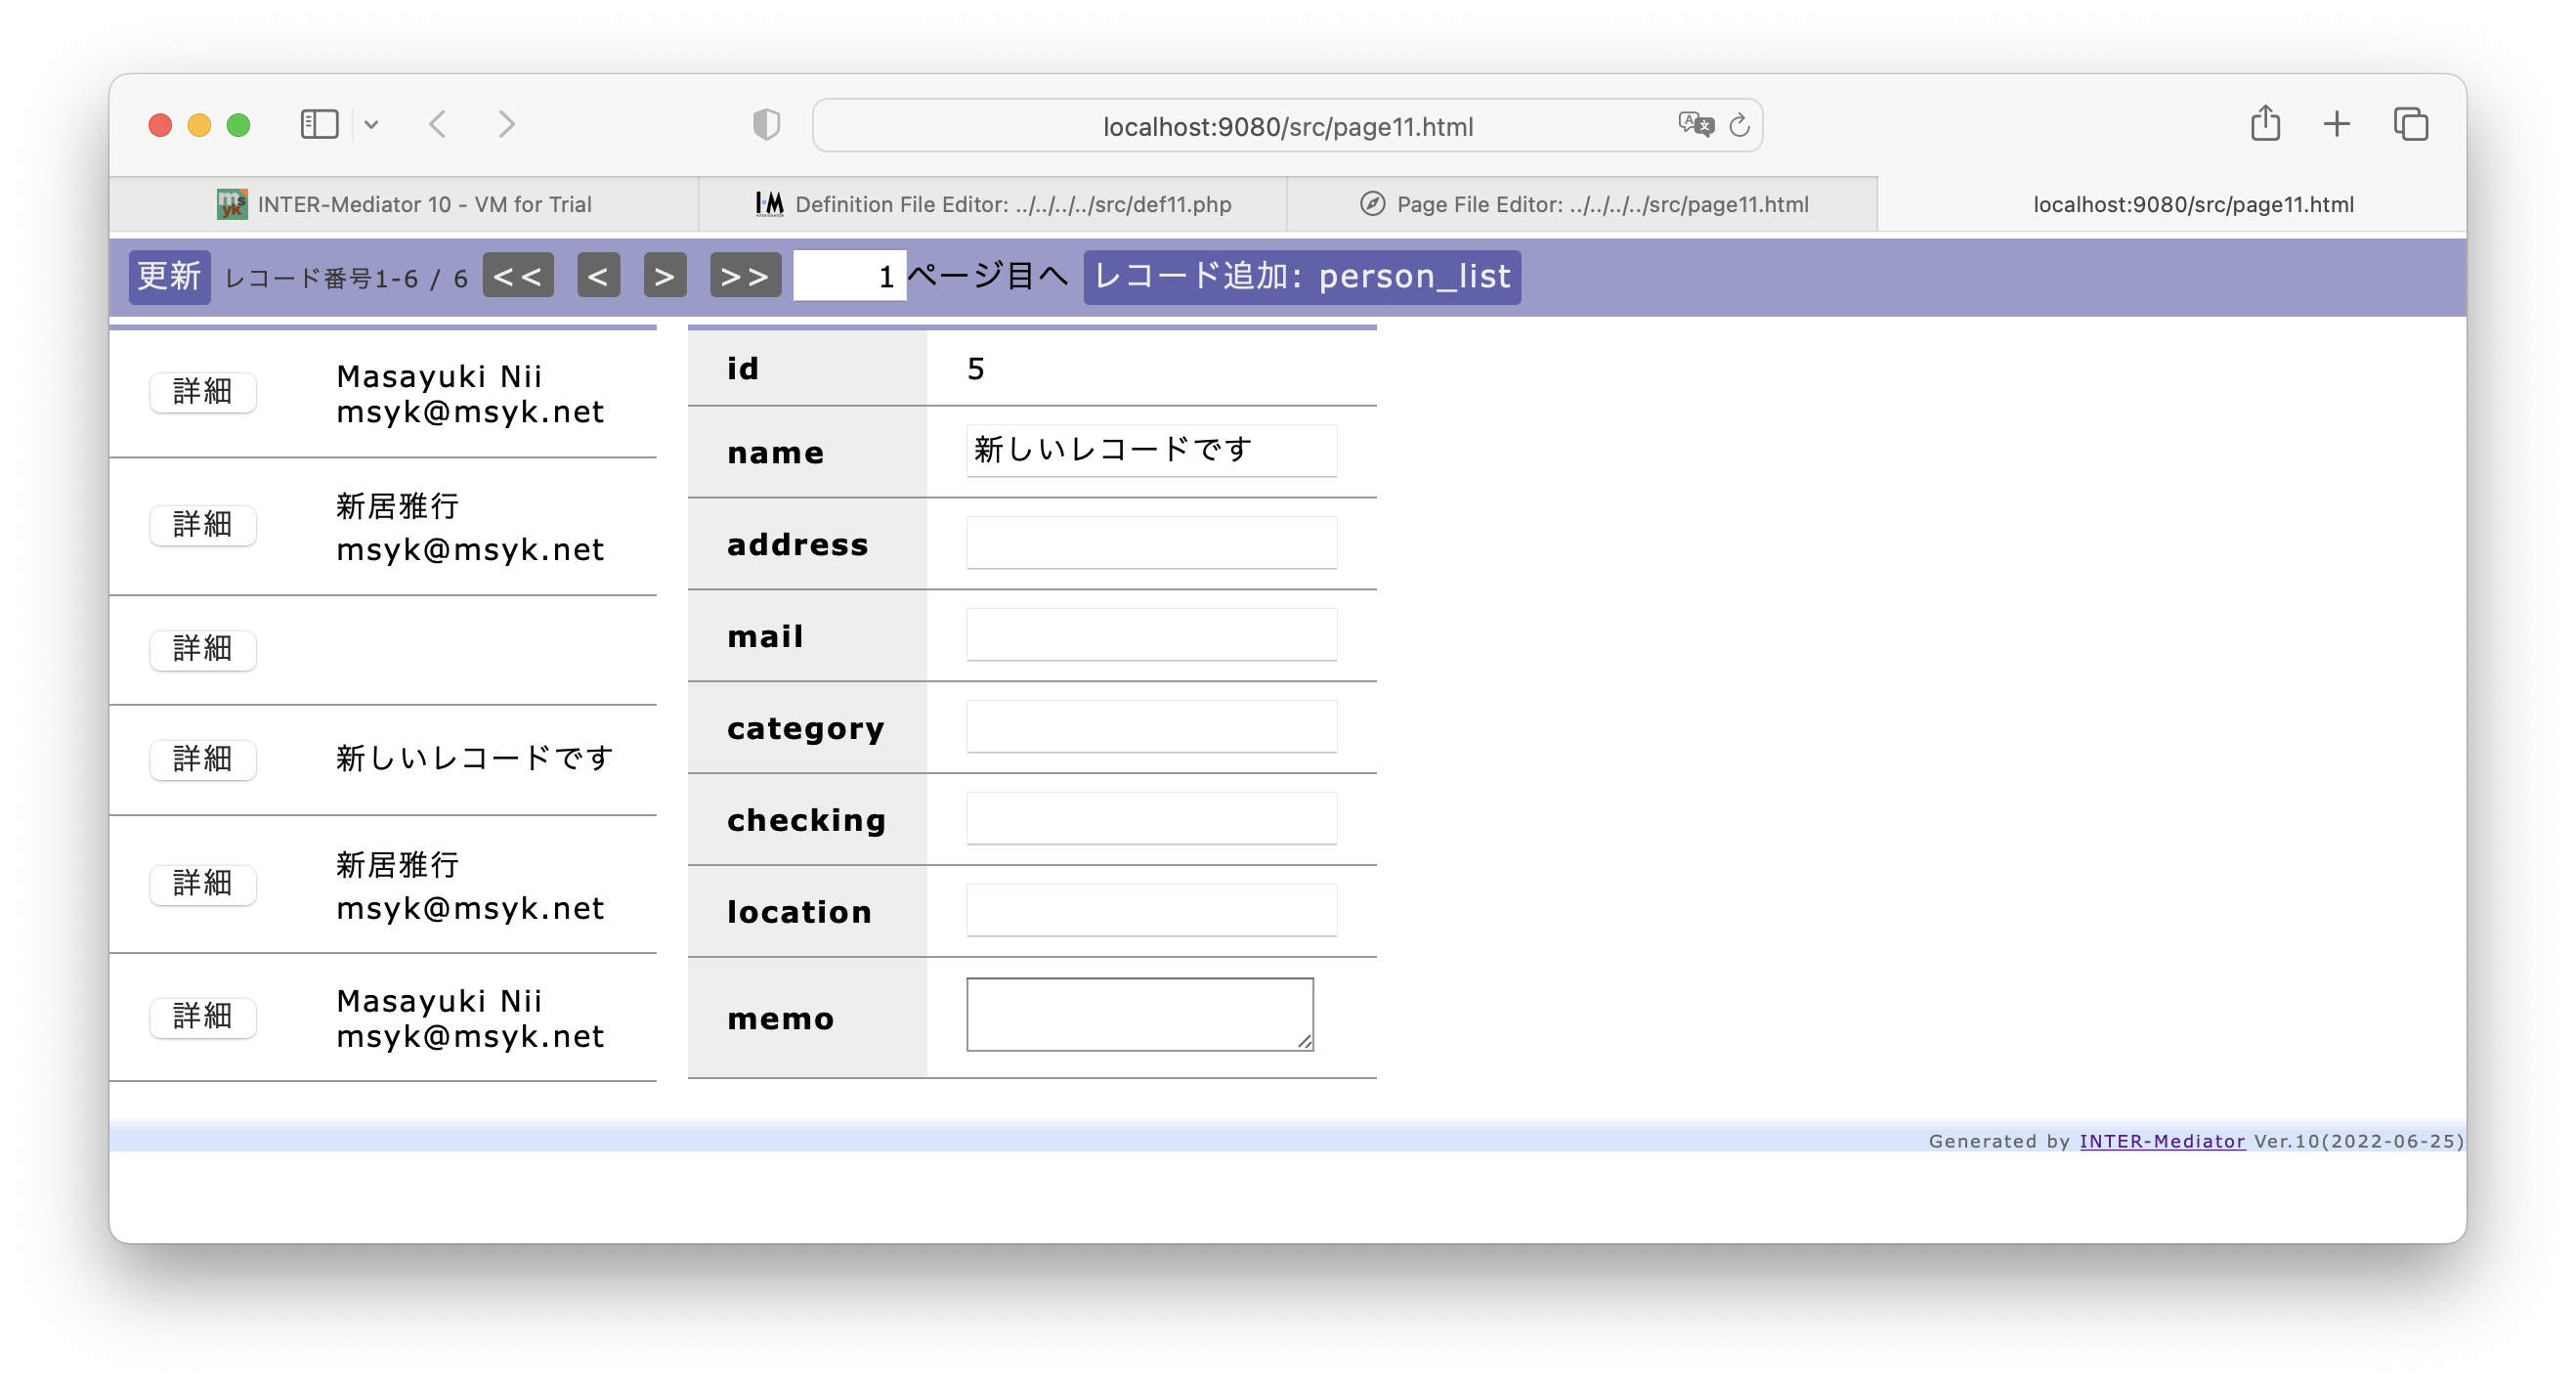 localhost:9080/src/page11.html
INTER-Mediator 10 - VM for Trial
Definition File Editor: ../../../../src/def11.php
Page File Editor: ../../../../src/page11.html
localhost:9080/src/page11.html
更新 レコード番号1-6 / 6 << < > >> 1 ページ目へ レコード追加: person_list
詳細
Masayuki Nii
msyk@msyk.net
詳細
新居雅行
msyk@msyk.net
詳細
詳細
新しいレコードです
詳細
新居雅行
msyk@msyk.net
詳細
Masayuki Nii
msyk@msyk.net
id 5
name 新しいレコードです
address
mail
category
checking
location
memo
Generated by INTER-Mediator Ver.10(2022-06-25)